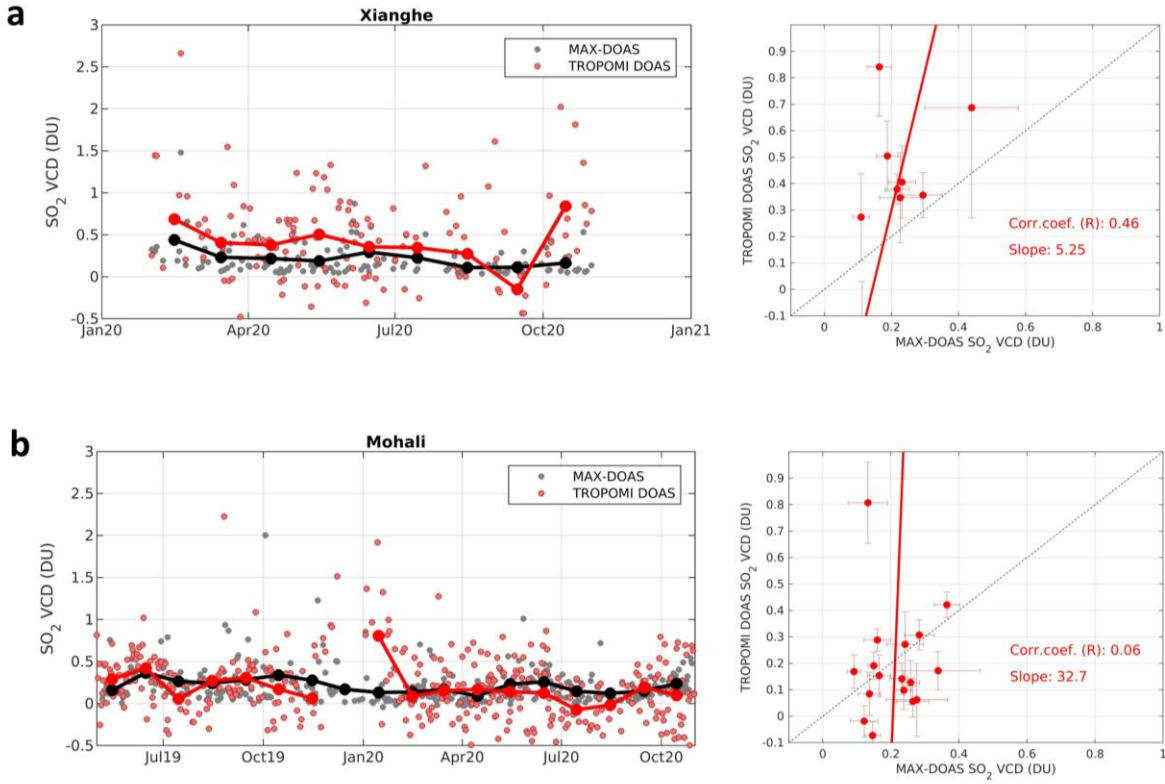 a
Xianghe
SO2 VCD (DU)
3
2.5
2
1.5
1
0.5
0
-0.5
MAX-DOAS
TROPOMI DOAS
Jan20 Apr20 Jul20 Oct20 Jan21
TROPOMI DOAS SO2 VCD (DU)
0.9
0.8
0.7
0.6
0.5
0.4
0.3
0.2
0.1
0
-0.1
Corr.coef. (R): 0.46
Slope: 5.25
0 0.2 0.4 0.6 0.8 1
MAX-DOAS SO2 VCD (DU)
b
Mohali
SO2 VCD (DU)
3
2.5
2
1.5
1
0.5
0
-0.5
MAX-DOAS
TROPOMI DOAS
Jul19 Oct19 Jan20 Apr20 Jul20 Oct20
TROPOMI DOAS SO2 VCD (DU)
0.9
0.8
0.7
0.6
0.5
0.4
0.3
0.2
0.1
0
-0.1
Corr.coef. (R): 0.06
Slope: 32.7
0 0.2 0.4 0.6 0.8 1
MAX-DOAS SO2 VCD (DU)